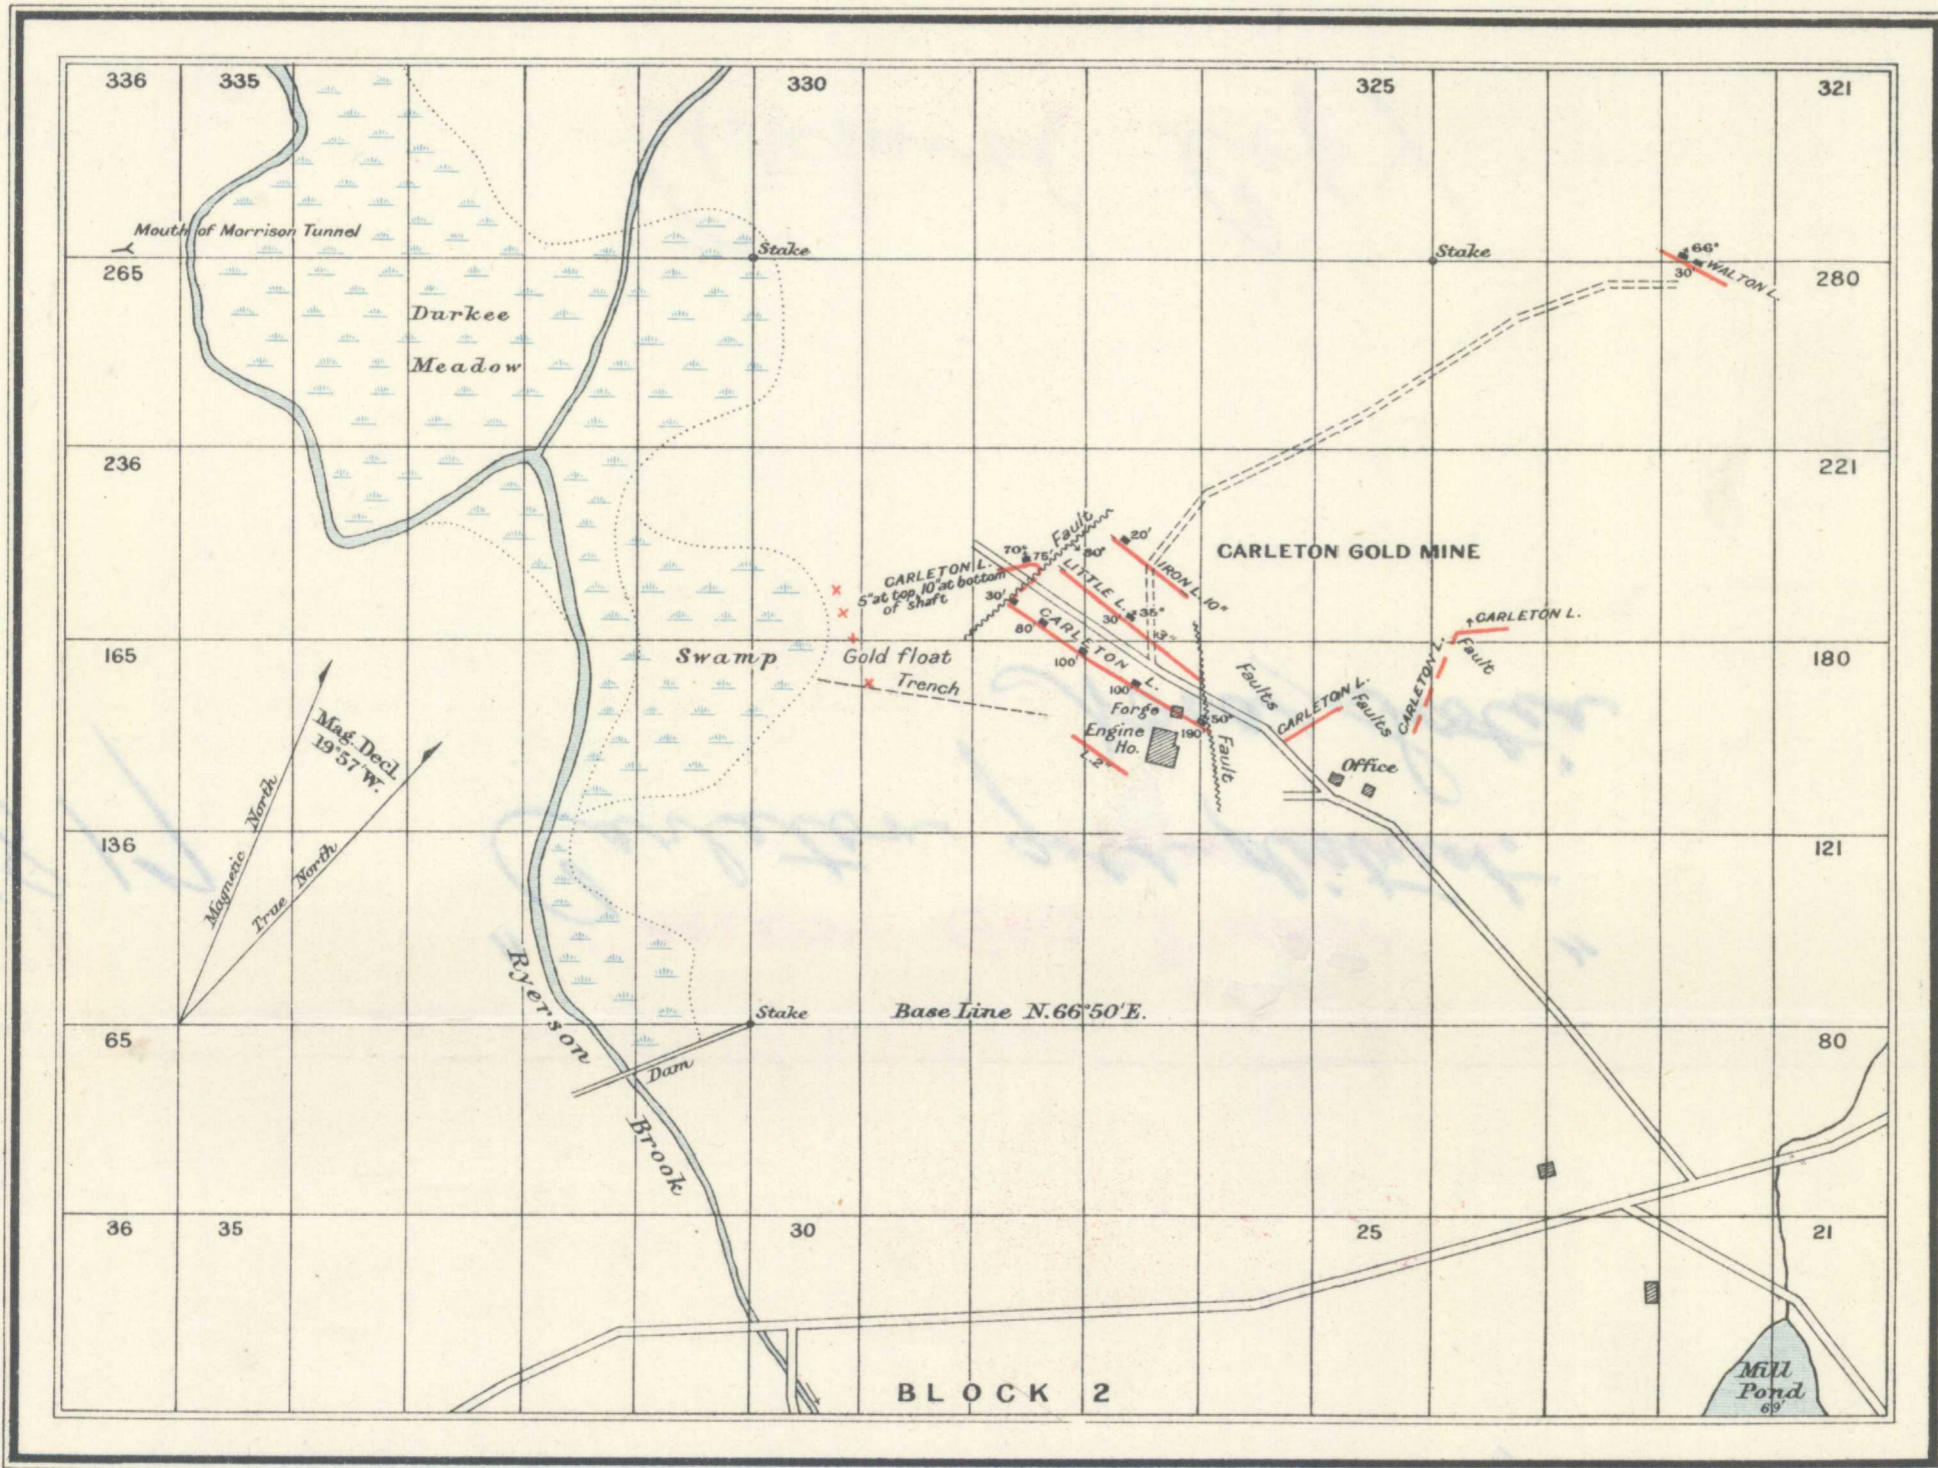 336 335 330 325 321
Mouth of Morrison Tunnel
Stake
Stake
66°
30'
WALTON L.
265
280
Durkee
Meadow
236
221
Fault
80°
20'
CARLETON GOLD MINE
70°
75'
CARLETON L.
5" at top, 10" at bottom
of shaft
LITTLE L.
IRON L. 10"
30'
30'
35°
3"
80'
CARLETON L.
100'
100'
CARLETON L.
CARLETON L.
Fault
165
180
Swamp
Gold float
Trench
Faults
CARLETON L.
Faults
Forge
50°
190'
Engine
Ho.
Fault
L. 2"
Office
Mag. Decl.
19°57'W.
Magnetic North
True North
136
121
Ryerson
Brook
Stake
Base Line N. 66°50'E.
65
80
Dam
36 35 30 25 21
BLOCK 2
Mill
Pond
69'